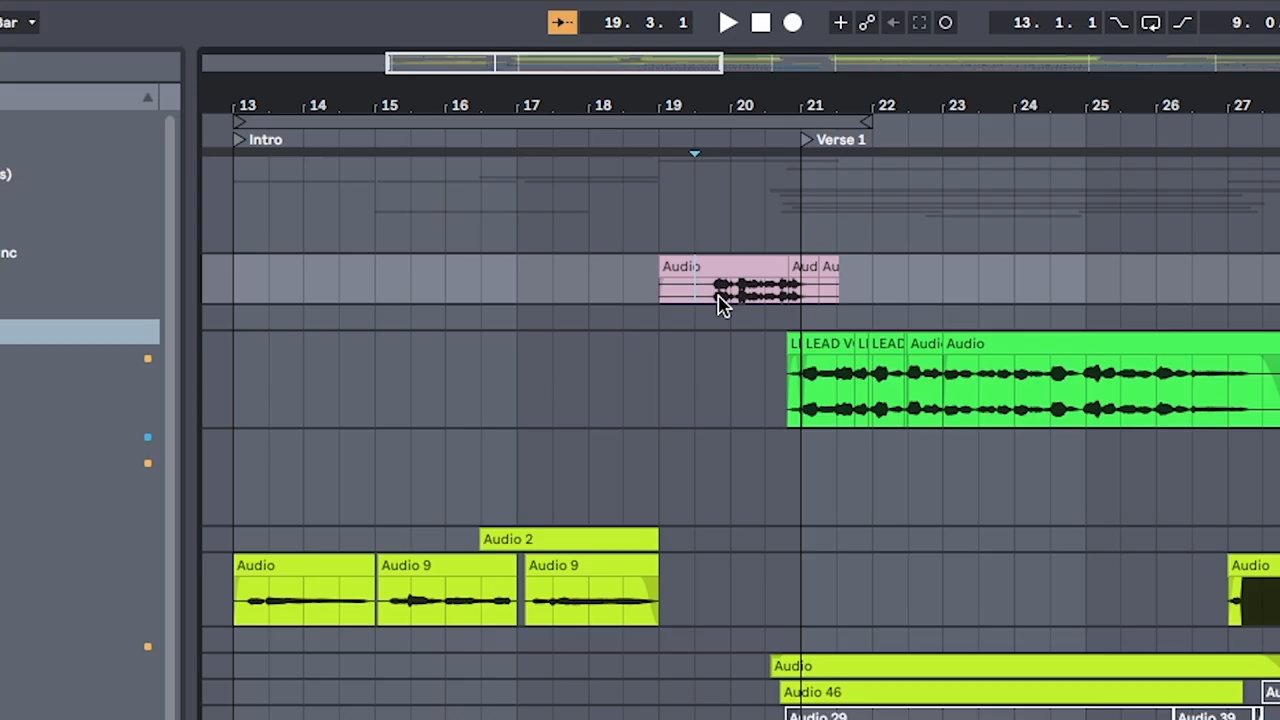 Bar
19. 3. 1
13. 1. 1
9. 0
13 14 15 16 17 18 19 20 21 22 23 24 25 26 27
Intro
Verse 1
s)
nc
Audio
Aud
Au
LEAD V
LEAD
Audi
Audio
Audio 2
Audio
Audio 9
Audio 9
Audio
Audio
Audio 46
Au
Audio 29
Audio 39